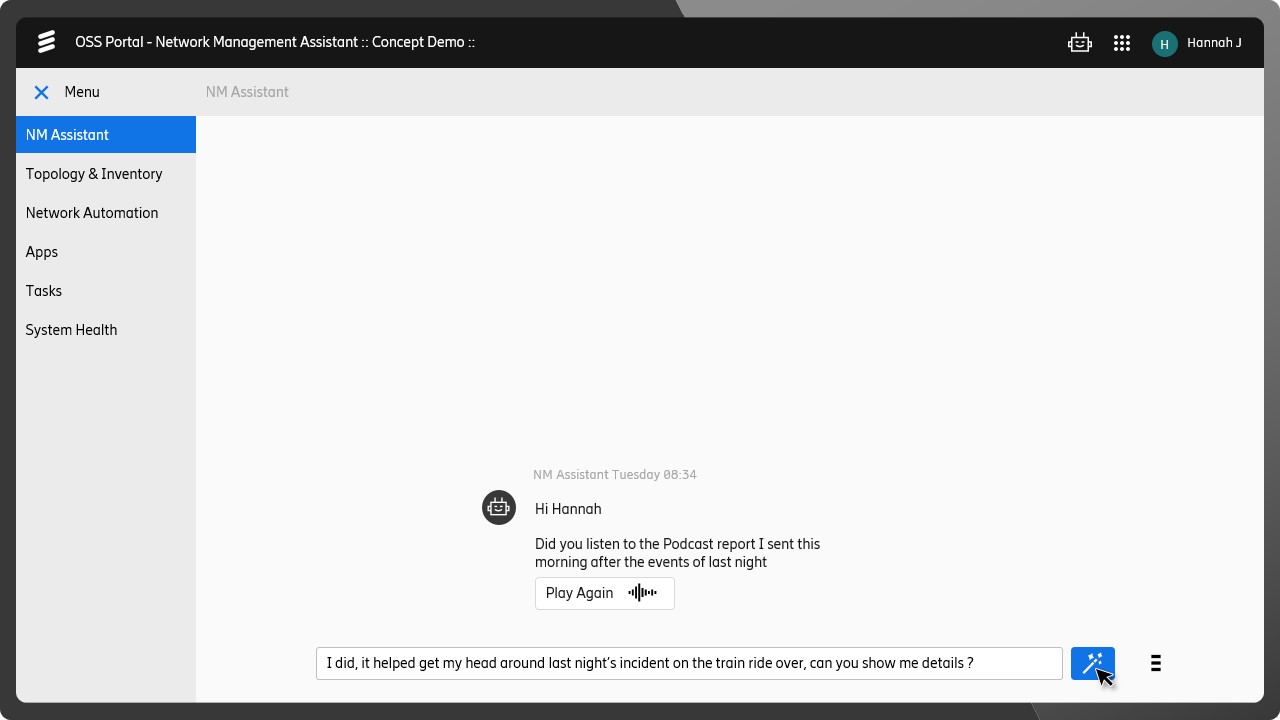 OSS Portal - Network Management Assistant :: Concept Demo ::
H
Hannah J
Menu
NM Assistant
NM Assistant
Topology & Inventory
Network Automation
Apps
Tasks
System Health
NM Assistant Tuesday 08:34
Hi Hannah
Did you listen to the Podcast report I sent this
morning after the events of last night
Play Again
I did, it helped get my head around last night's incident on the train ride over, can you show me details ?